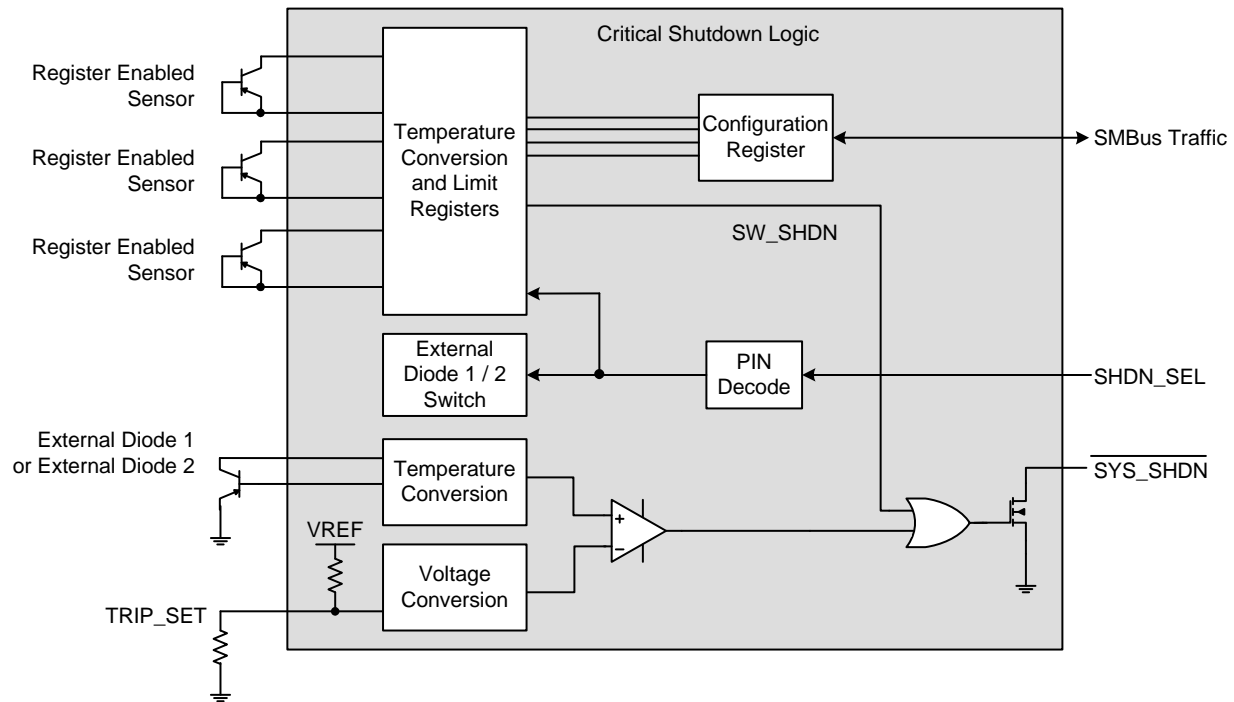 Critical Shutdown Logic
Register Enabled
Sensor
Register Enabled
Sensor
Register Enabled
Sensor
Temperature
Conversion
and Limit
Registers
Configuration
Register
SMBus Traffic
SW_SHDN
External
Diode 1 / 2
Switch
PIN
Decode
SHDN_SEL
External Diode 1
or External Diode 2
Temperature
Conversion
SYS_SHDN
VREF
+
−
Voltage
Conversion
TRIP_SET